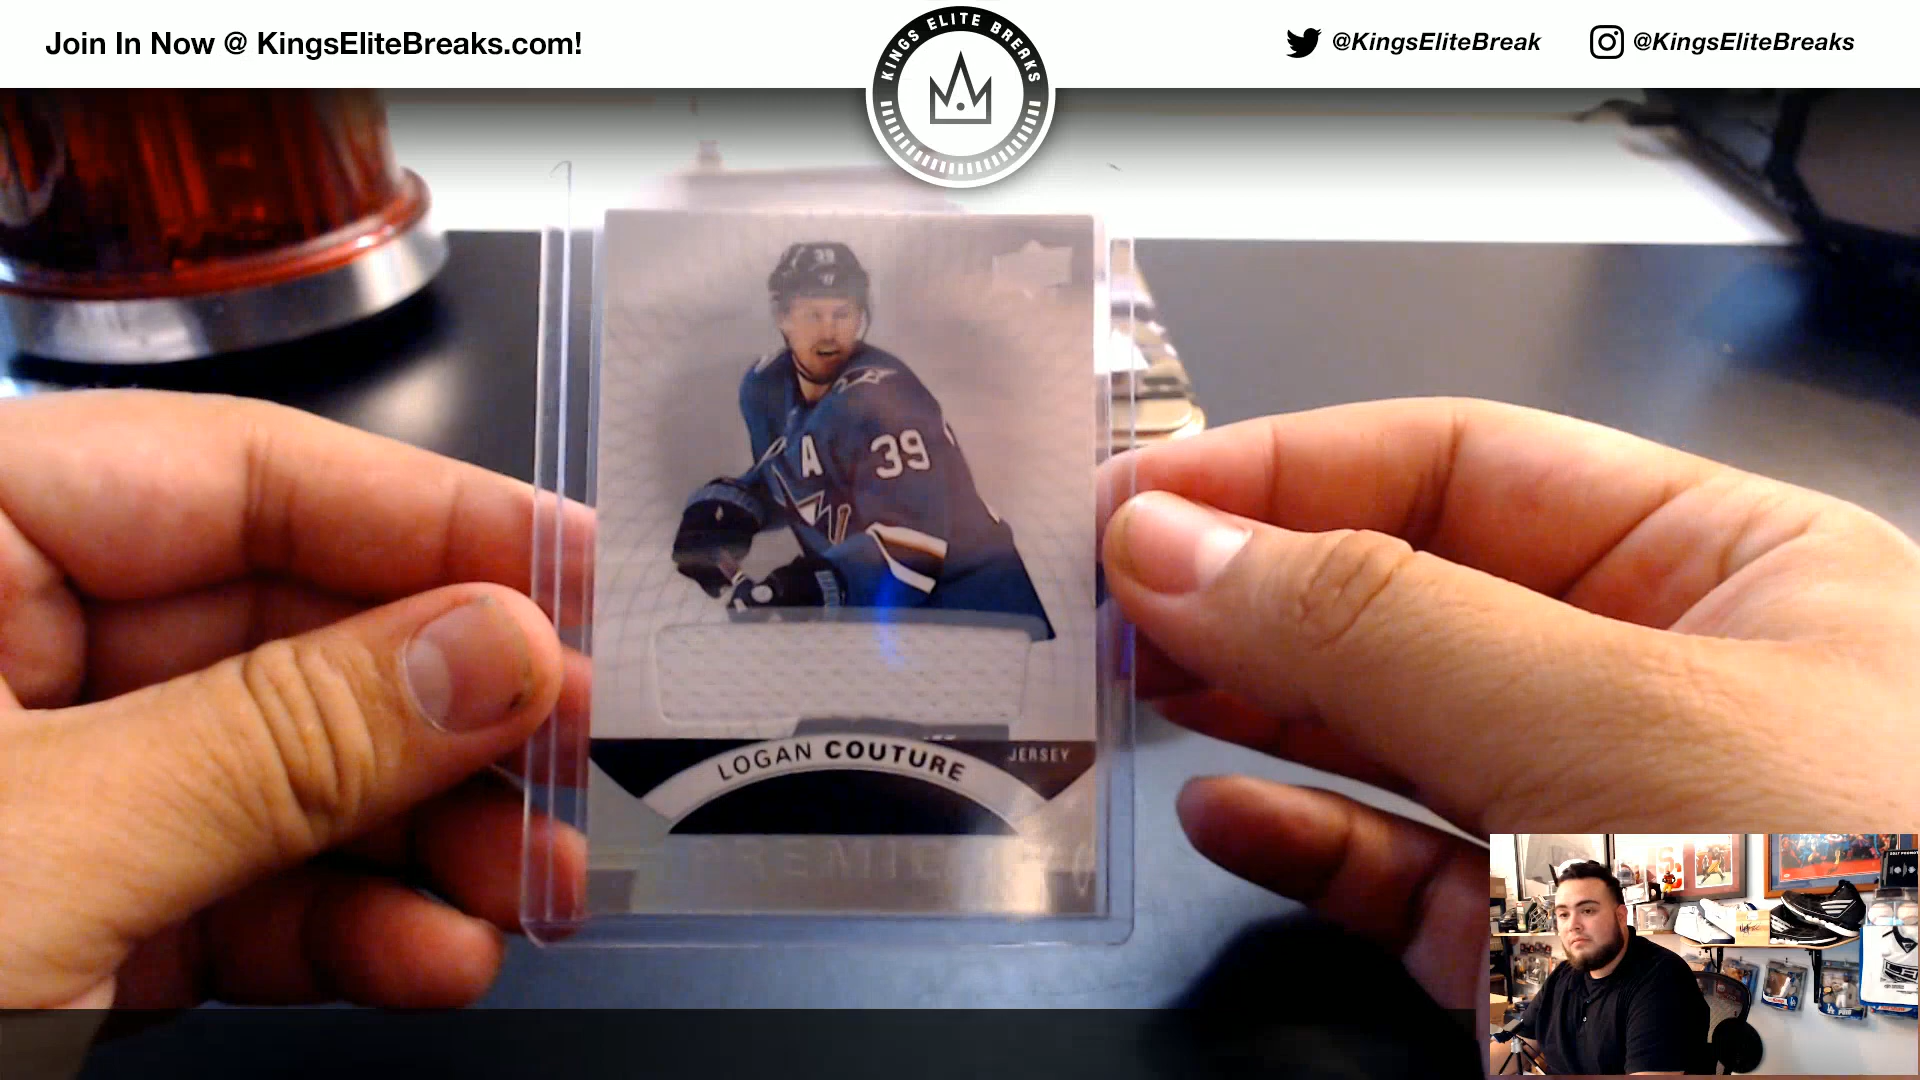 Join In Now @ KingsEliteBreaks.com!
KINGS ELITE BREAKS
@KingsEliteBreak
@KingsEliteBreaks
39
A
39
LOGAN COUTURE
JERSEY